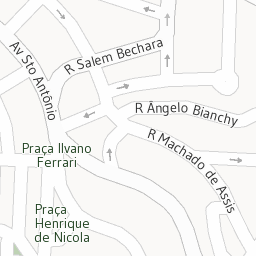 R Salem Bechara
Av Sto Antônio
R Ângelo Bianchy
R Machado de Assis
Praça Ilvano
Ferrari
Praça
Henrique
de Nicola